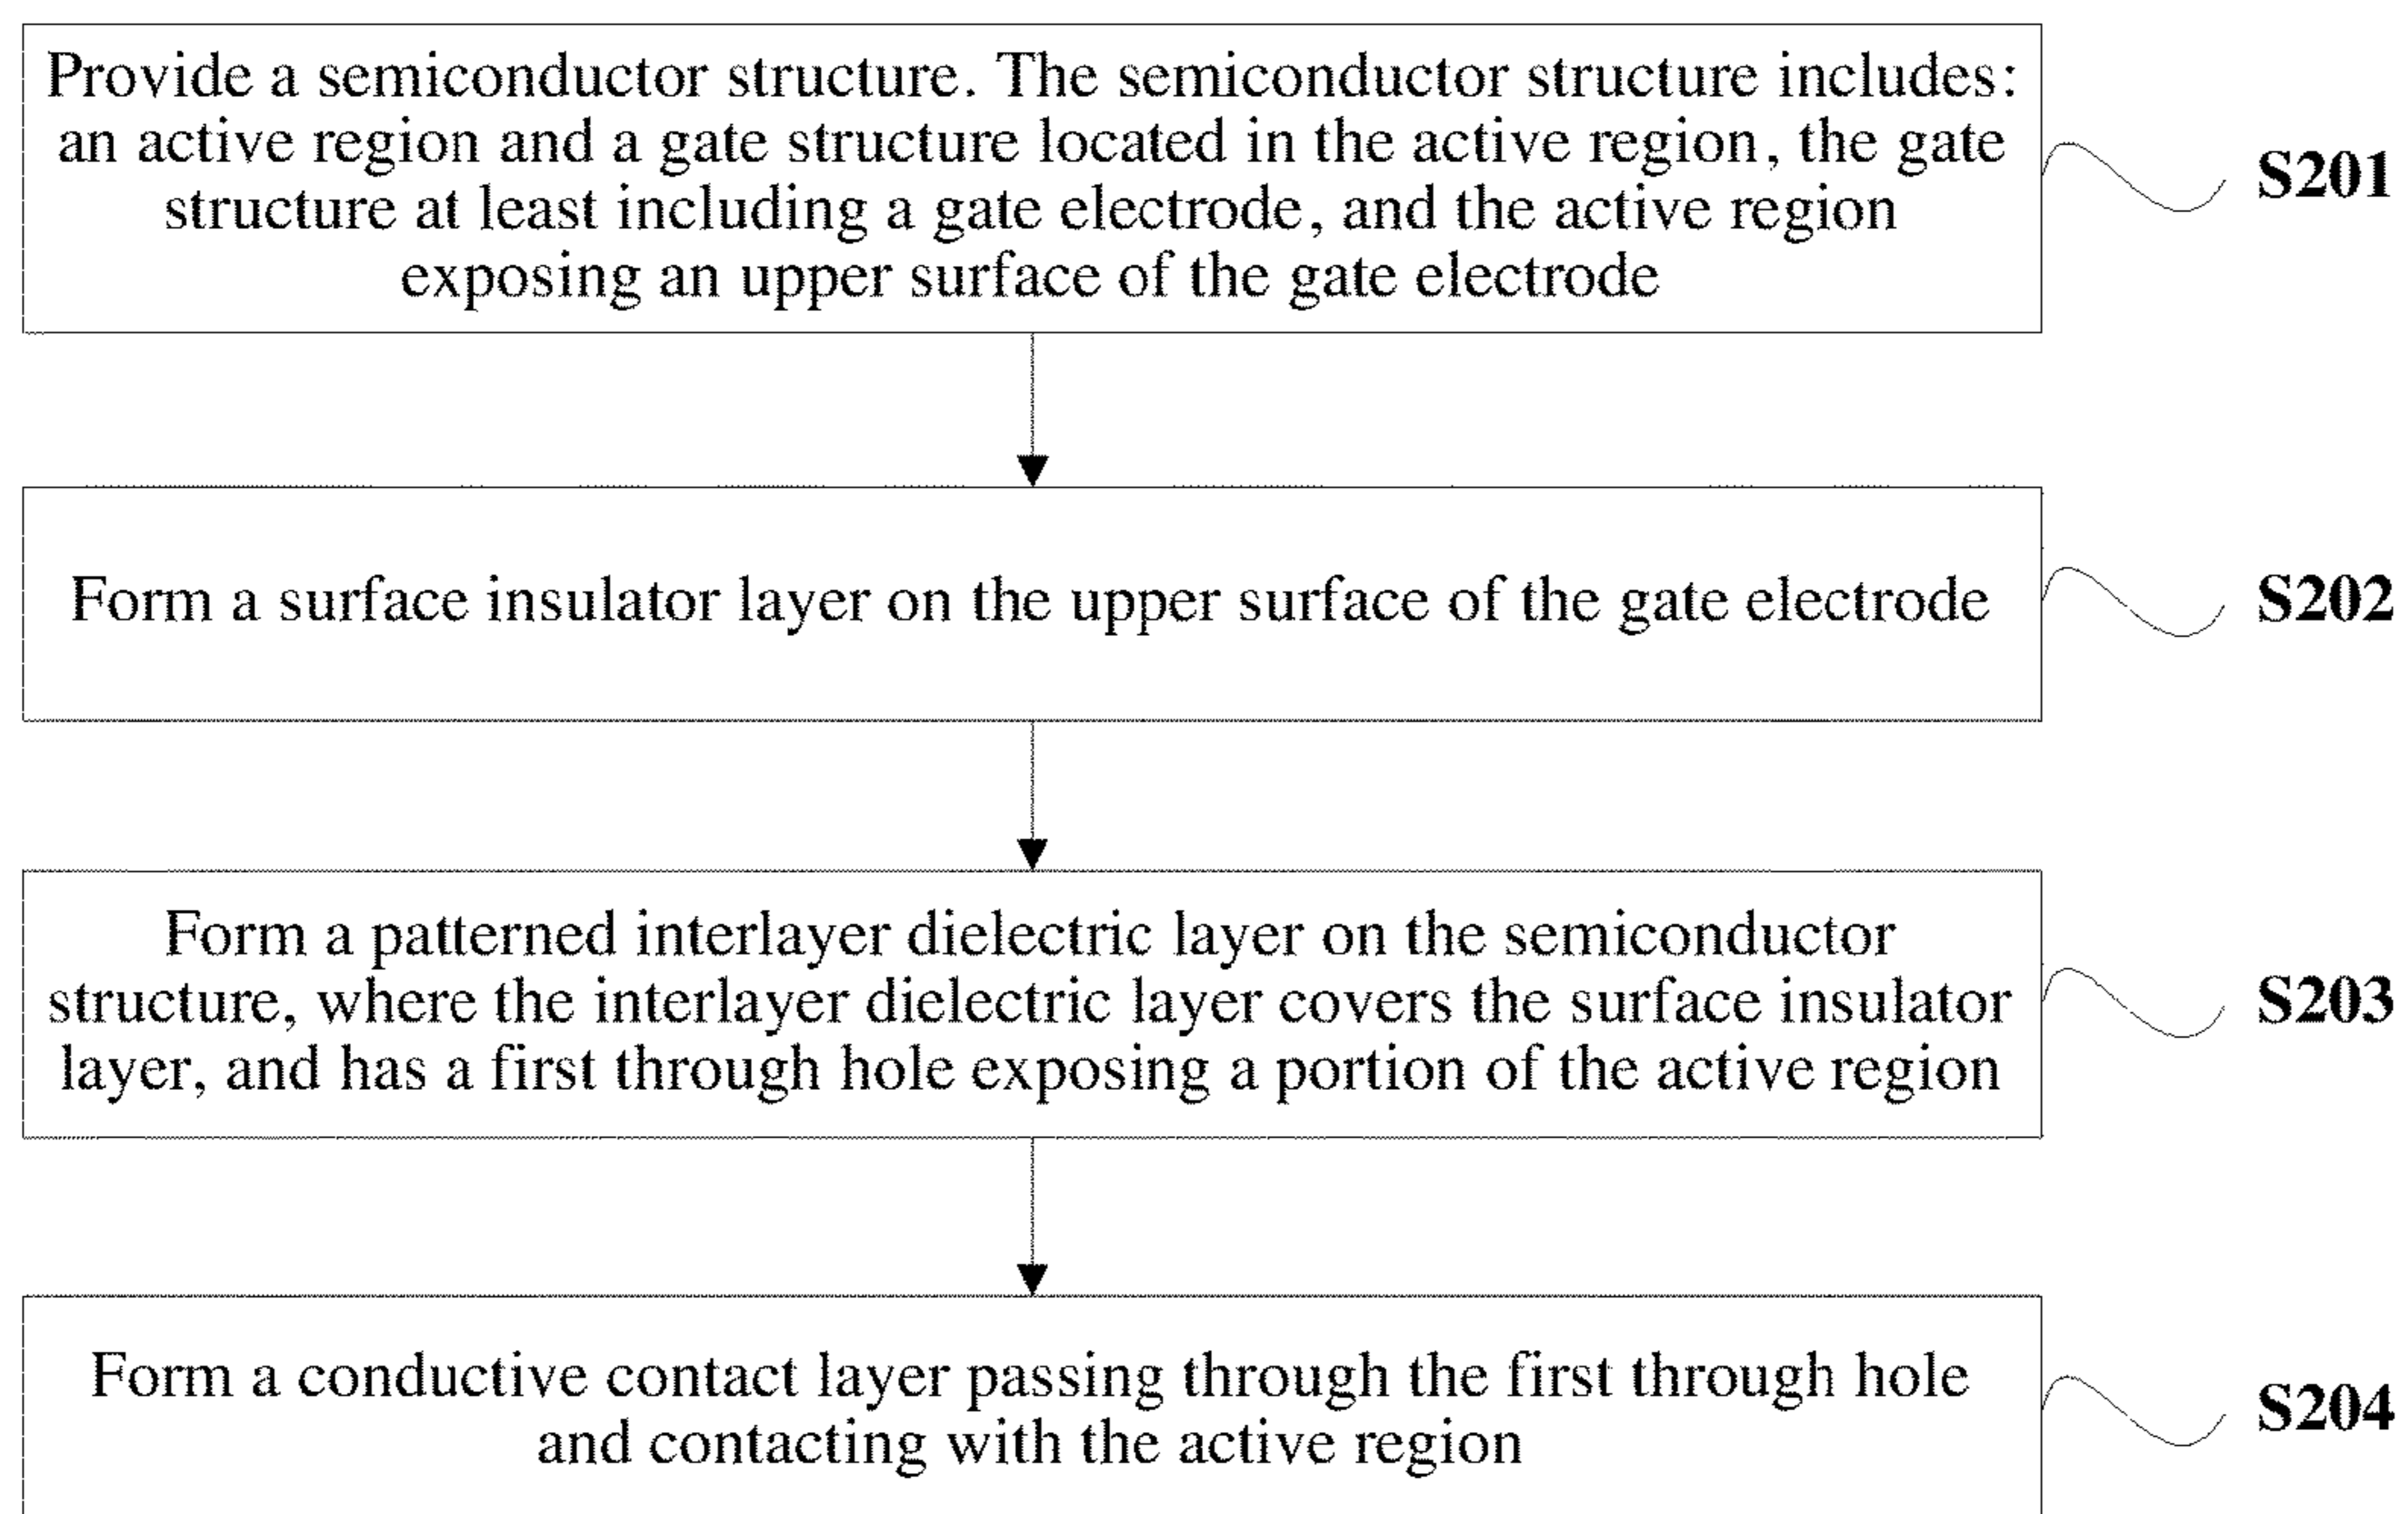 Provide a semiconductor structure. The semiconductor structure includes:
an active region and a gate structure located in the active region, the gate
structure at least including a gate electrode, and the active region
exposing an upper surface of the gate electrode
S201
Form a surface insulator layer on the upper surface of the gate electrode
S202
Form a patterned interlayer dielectric layer on the semiconductor
structure, where the interlayer dielectric layer covers the surface insulator
layer, and has a first through hole exposing a portion of the active region
S203
Form a conductive contact layer passing through the first through hole
and contacting with the active region
S204